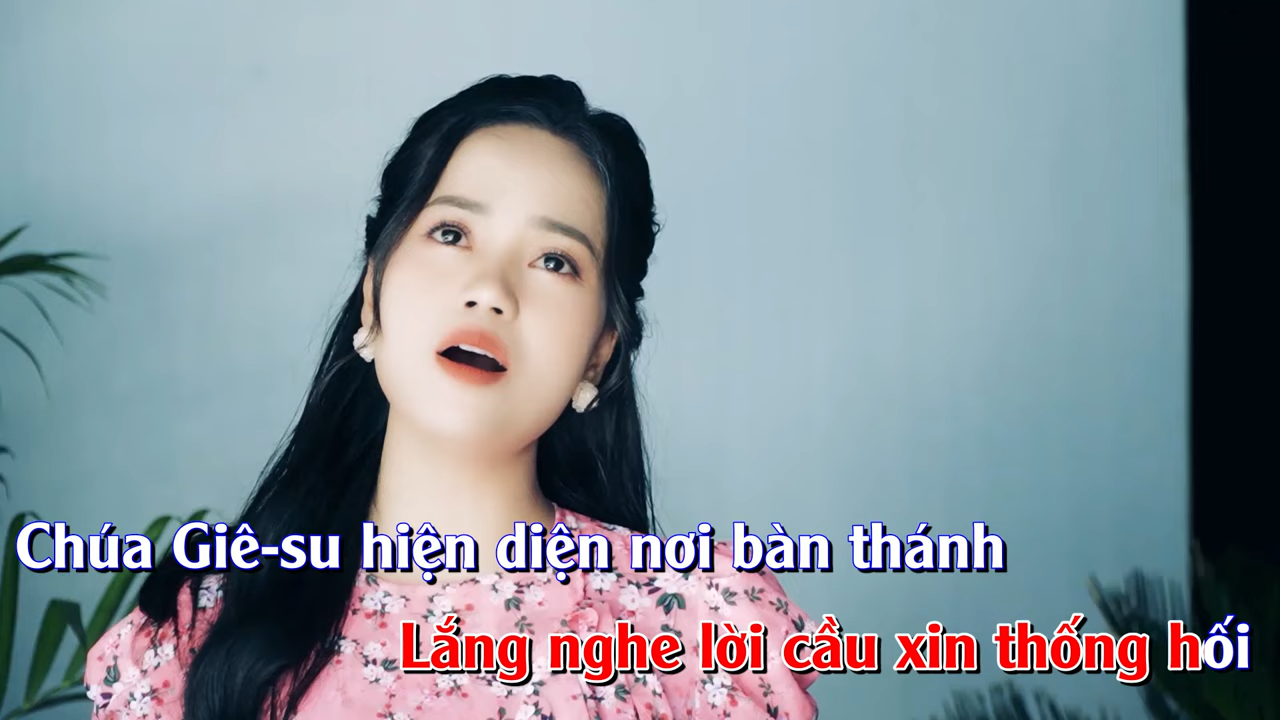 Chúa Giê-su hiện diện nơi bàn thánh
Lắng nghe lời cầu xin thống hối